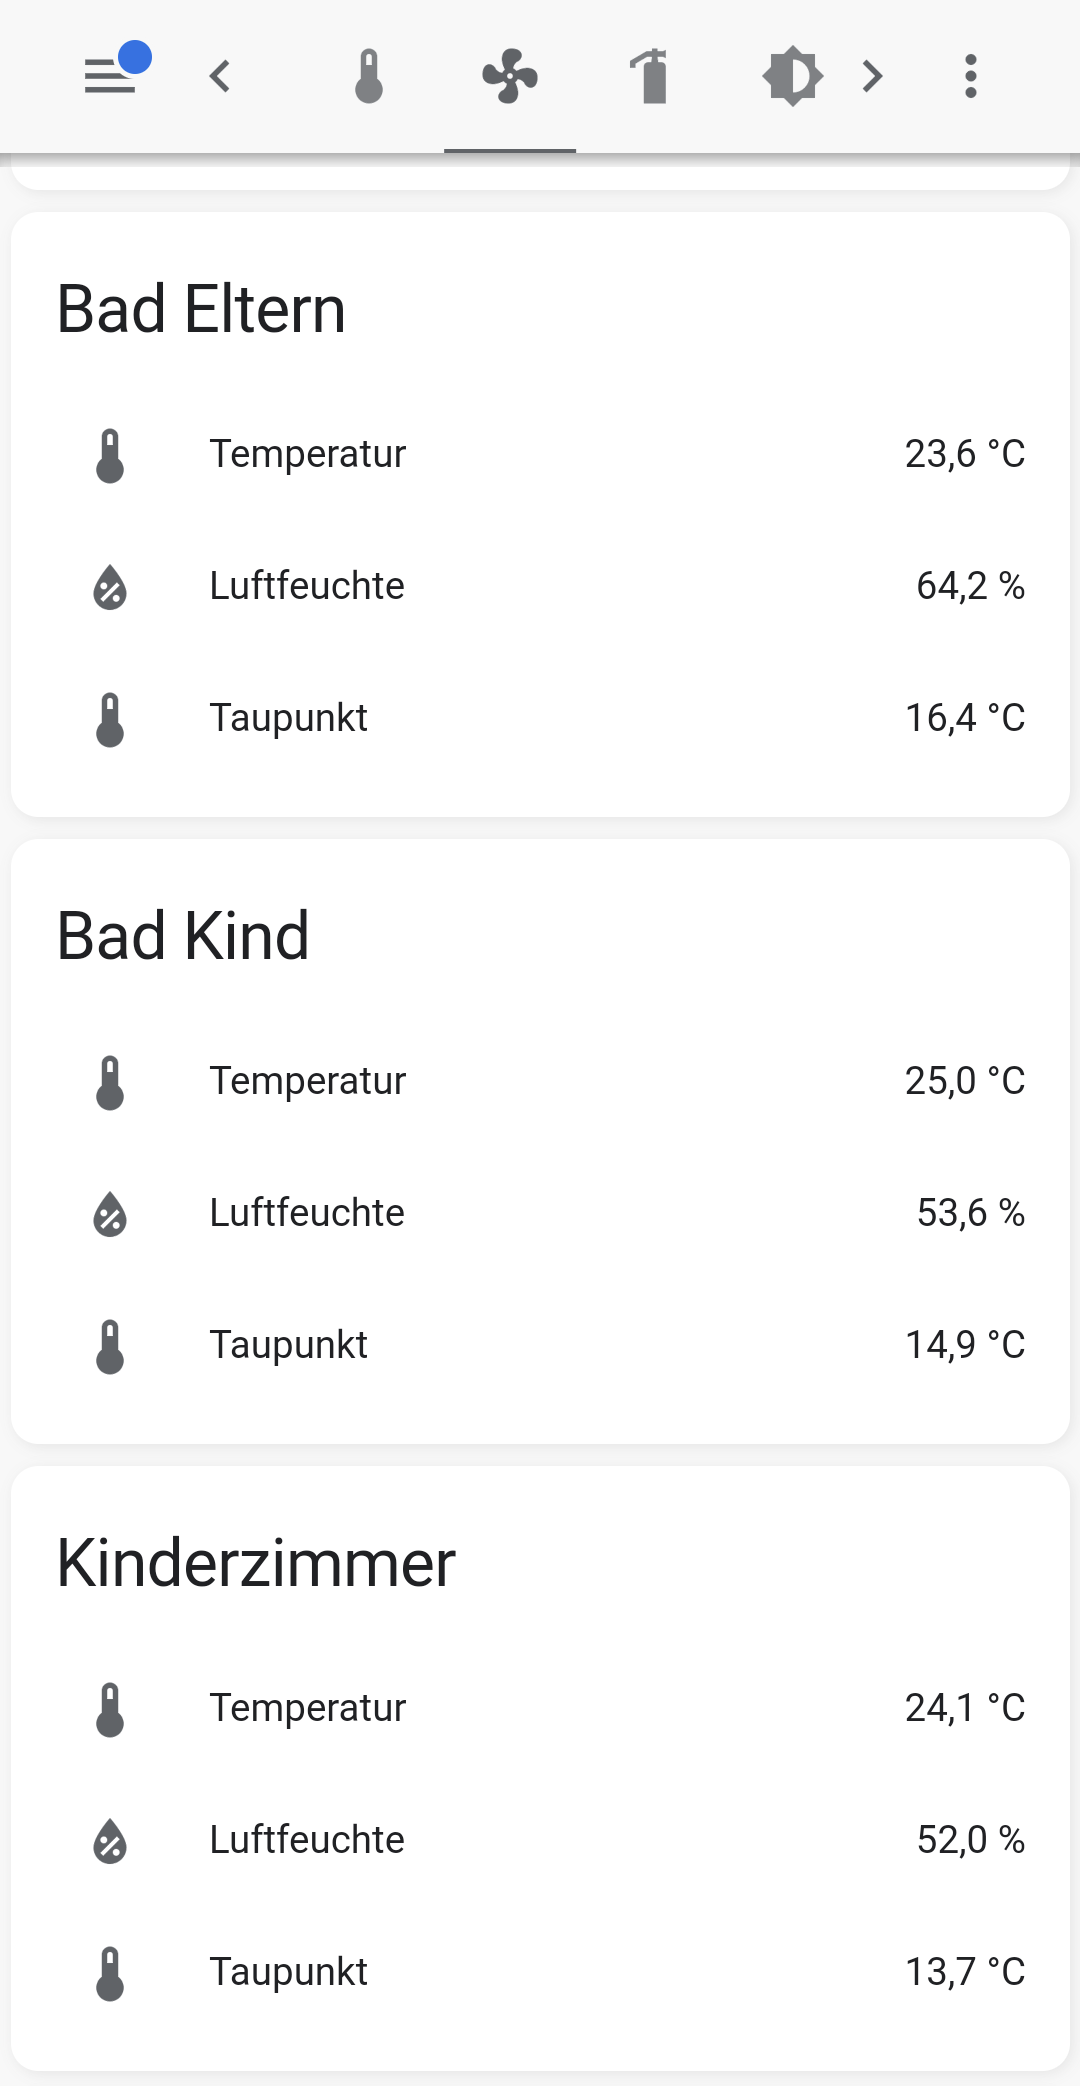 Bad Eltern
Temperatur 23,6 °C
Luftfeuchte 64,2 %
Taupunkt 16,4 °C
Bad Kind
Temperatur 25,0 °C
Luftfeuchte 53,6 %
Taupunkt 14,9 °C
Kinderzimmer
Temperatur 24,1 °C
Luftfeuchte 52,0 %
Taupunkt 13,7 °C